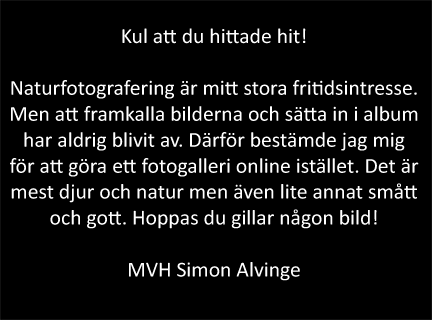 Kul att du hittade hit!
Naturfotografering är mitt stora fritidsintresse.
Men att framkalla bilderna och sätta in i album
har aldrig blivit av. Därför bestämde jag mig
för att göra ett fotogalleri online istället. Det är
mest djur och natur men även lite annat smått
och gott. Hoppas du gillar någon bild!
MVH Simon Alvinge